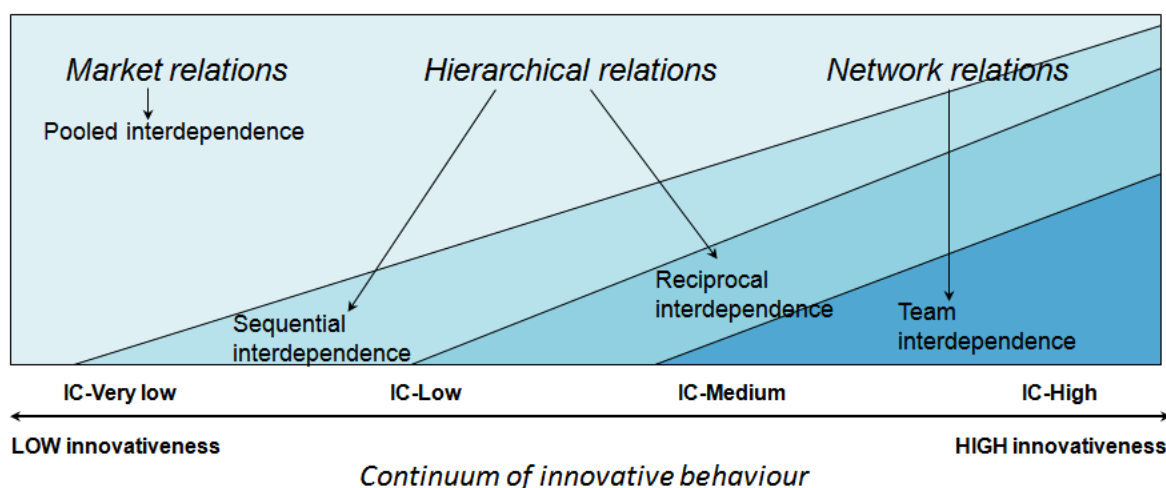 Market relations
Hierarchical relations
Network relations
Pooled interdependence
Sequential
interdependence
Reciprocal
interdependence
Team
interdependence
IC-Very low
IC-Low
IC-Medium
IC-High
LOW innovativeness
HIGH innovativeness
Continuum of innovative behaviour